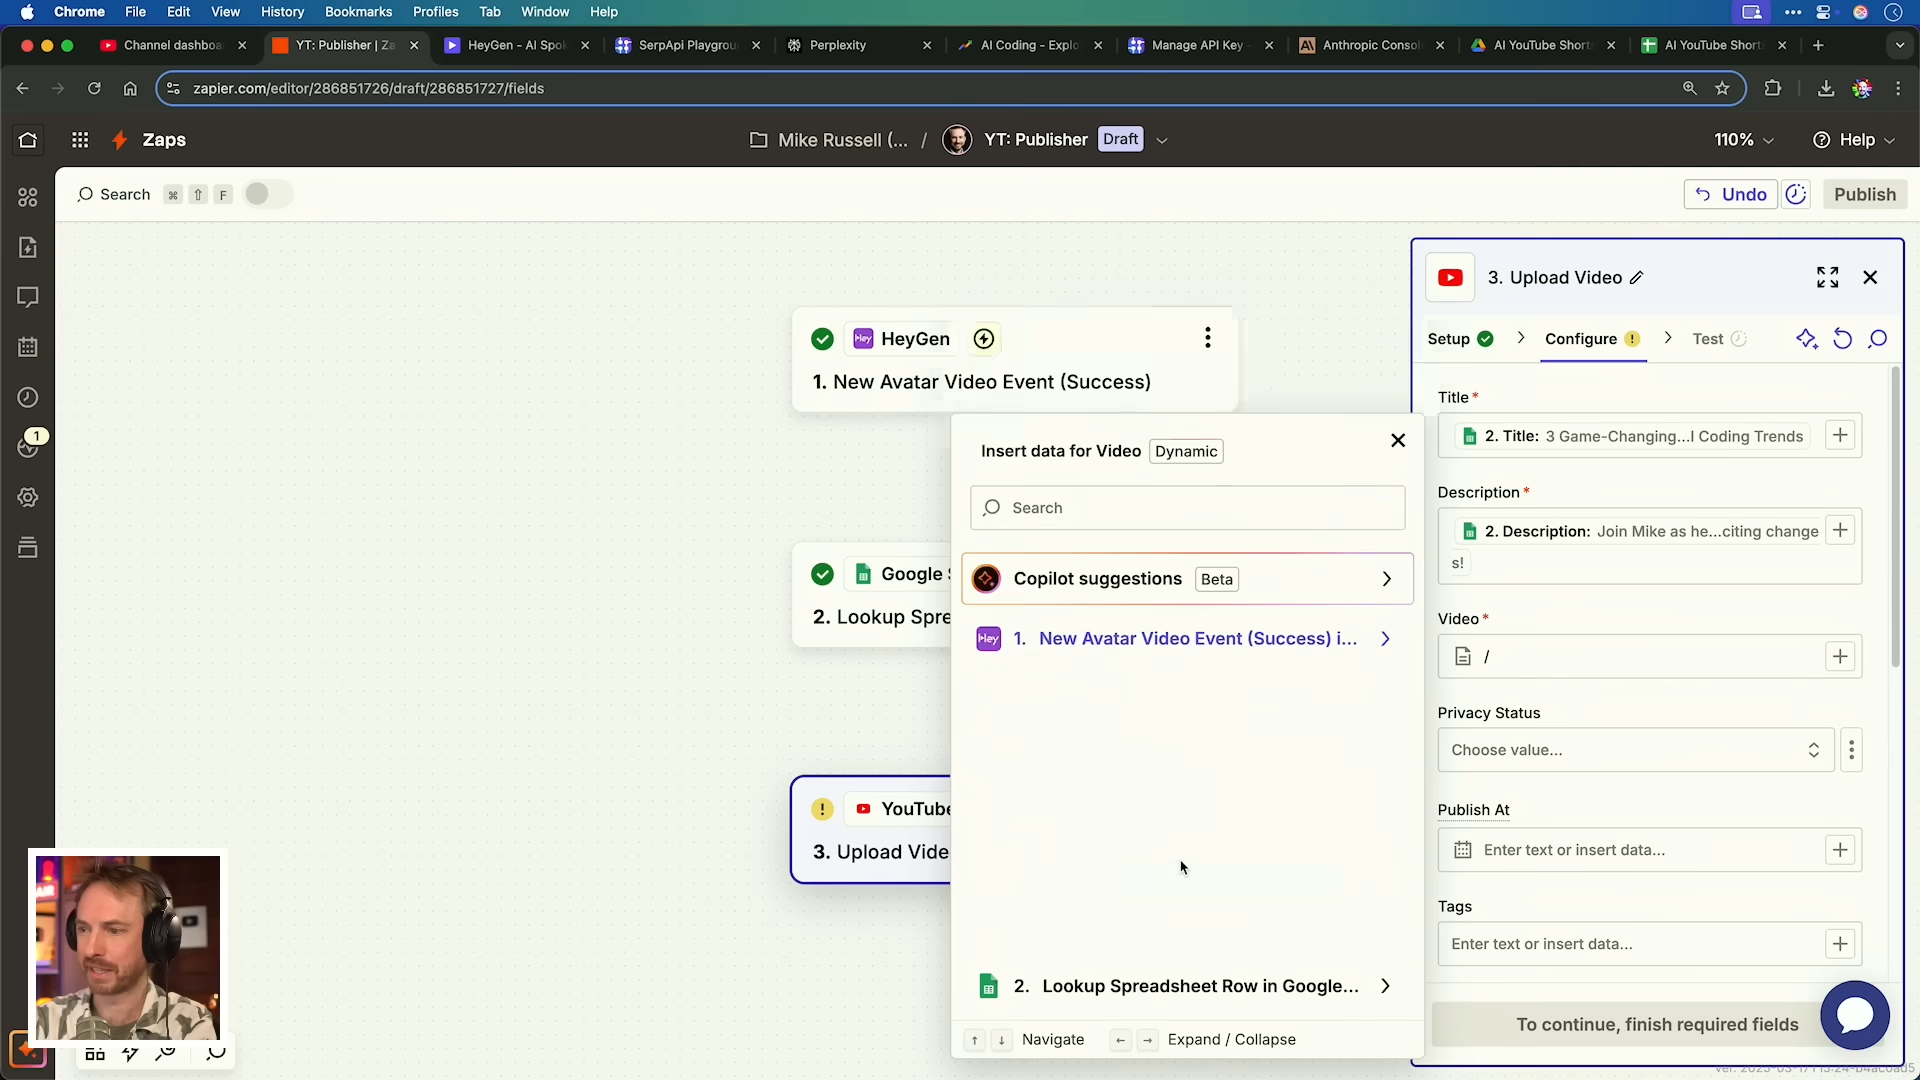 Chrome File Edit View History Bookmarks Profiles Tab Window Help
Channel dashboa YT: Publisher | Za HeyGen - AI Spok SerpApi Playgrou Perplexity AI Coding - Explo Manage API Key - Anthropic Consol AI YouTube Short AI YouTube Short
zapier.com/editor/286851726/draft/286851727/fields
Zaps Mike Russell (... / YT: Publisher Draft 110% Help
Search ⌘ ⇧ F Undo Publish
3. Upload Video
HeyGen
1. New Avatar Video Event (Success)
Setup Configure ! Test
Title*
2. Title: 3 Game-Changing...l Coding Trends
Insert data for Video Dynamic
Search
Description*
2. Description: Join Mike as he...citing change
s!
1
Google S
2. Lookup Spre
Copilot suggestions Beta
Hey 1. New Avatar Video Event (Success) i...
Video*
/
Privacy Status
Choose value...
! YouTube
3. Upload Vide
Publish At
Enter text or insert data...
Tags
Enter text or insert data...
2. Lookup Spreadsheet Row in Google...
↑ ↓ Navigate ← → Expand / Collapse
To continue, finish required fields